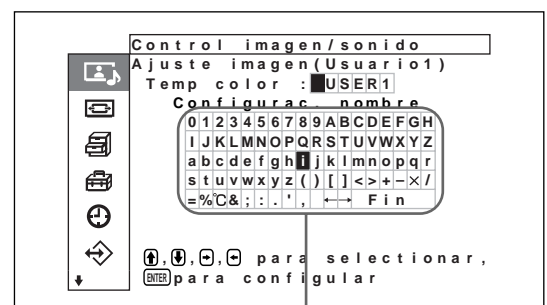 Control imagen/sonido
Ajuste imagen(Usuario1)
Temp color :█USER1
Configurac. nombre
0123456789ABCDEFGH
IJKLMNOPQRSTUVWXYZ
abcdefghijklmnopqr
stuvwxyz()[]<>+−×/
=%℃&;:.', ←→ Fin
↑,↓,→,← para selectionar,
ENTER para configular